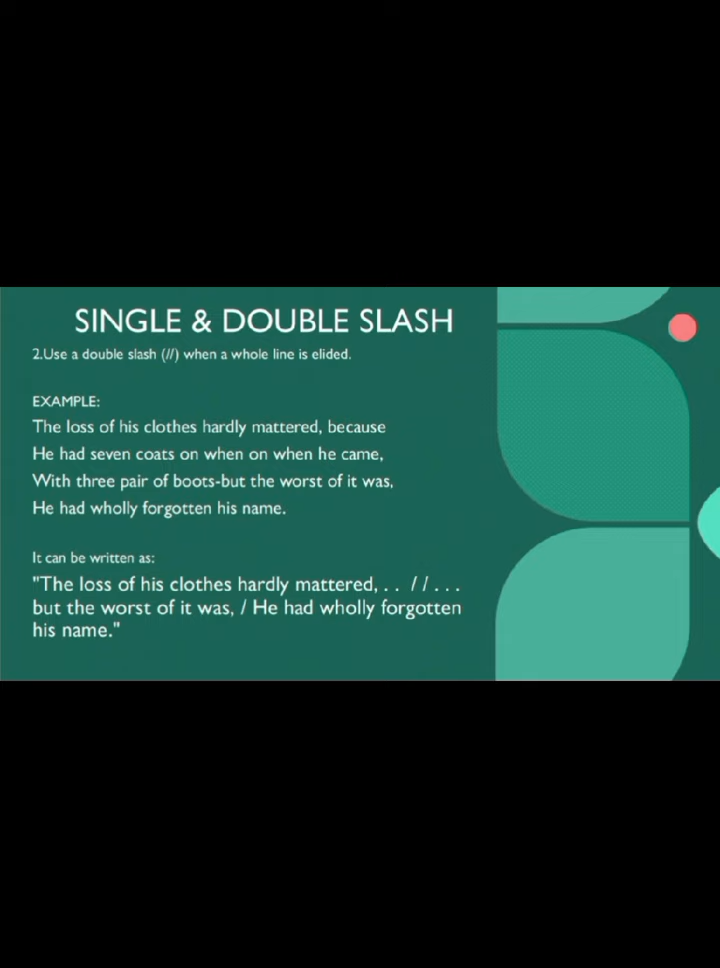 SINGLE & DOUBLE SLASH
2.Use a double slash (//) when a whole line is elided.
EXAMPLE:
The loss of his clothes hardly mattered, because
He had seven coats on when on when he came,
With three pair of boots-but the worst of it was,
He had wholly forgotten his name.
It can be written as:
"The loss of his clothes hardly mattered, . .  / / . . .
but the worst of it was, / He had wholly forgotten
his name."